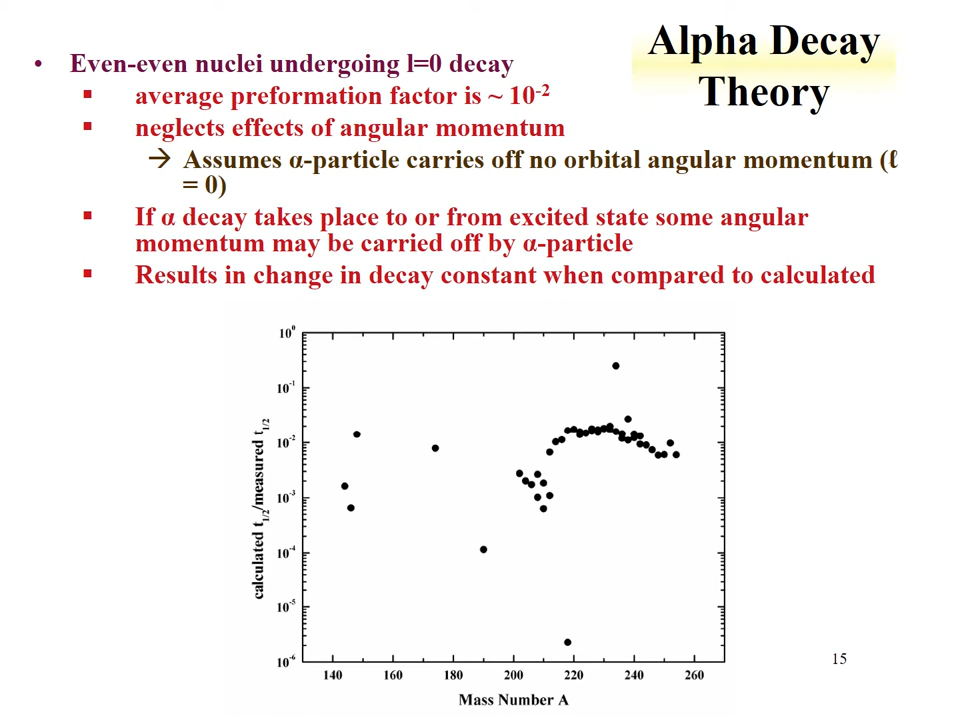 Alpha Decay
Theory
• Even-even nuclei undergoing l=0 decay
▪ average preformation factor is ~ 10⁻²
▪ neglects effects of angular momentum
→ Assumes α-particle carries off no orbital angular momentum (ℓ
= 0)
▪ If α decay takes place to or from excited state some angular
momentum may be carried off by α-particle
▪ Results in change in decay constant when compared to calculated
calculated t₁/₂/measured t₁/₂
10⁰
10⁻¹
10⁻²
10⁻³
10⁻⁴
10⁻⁵
10⁻⁶
140 160 180 200 220 240 260
Mass Number A
15